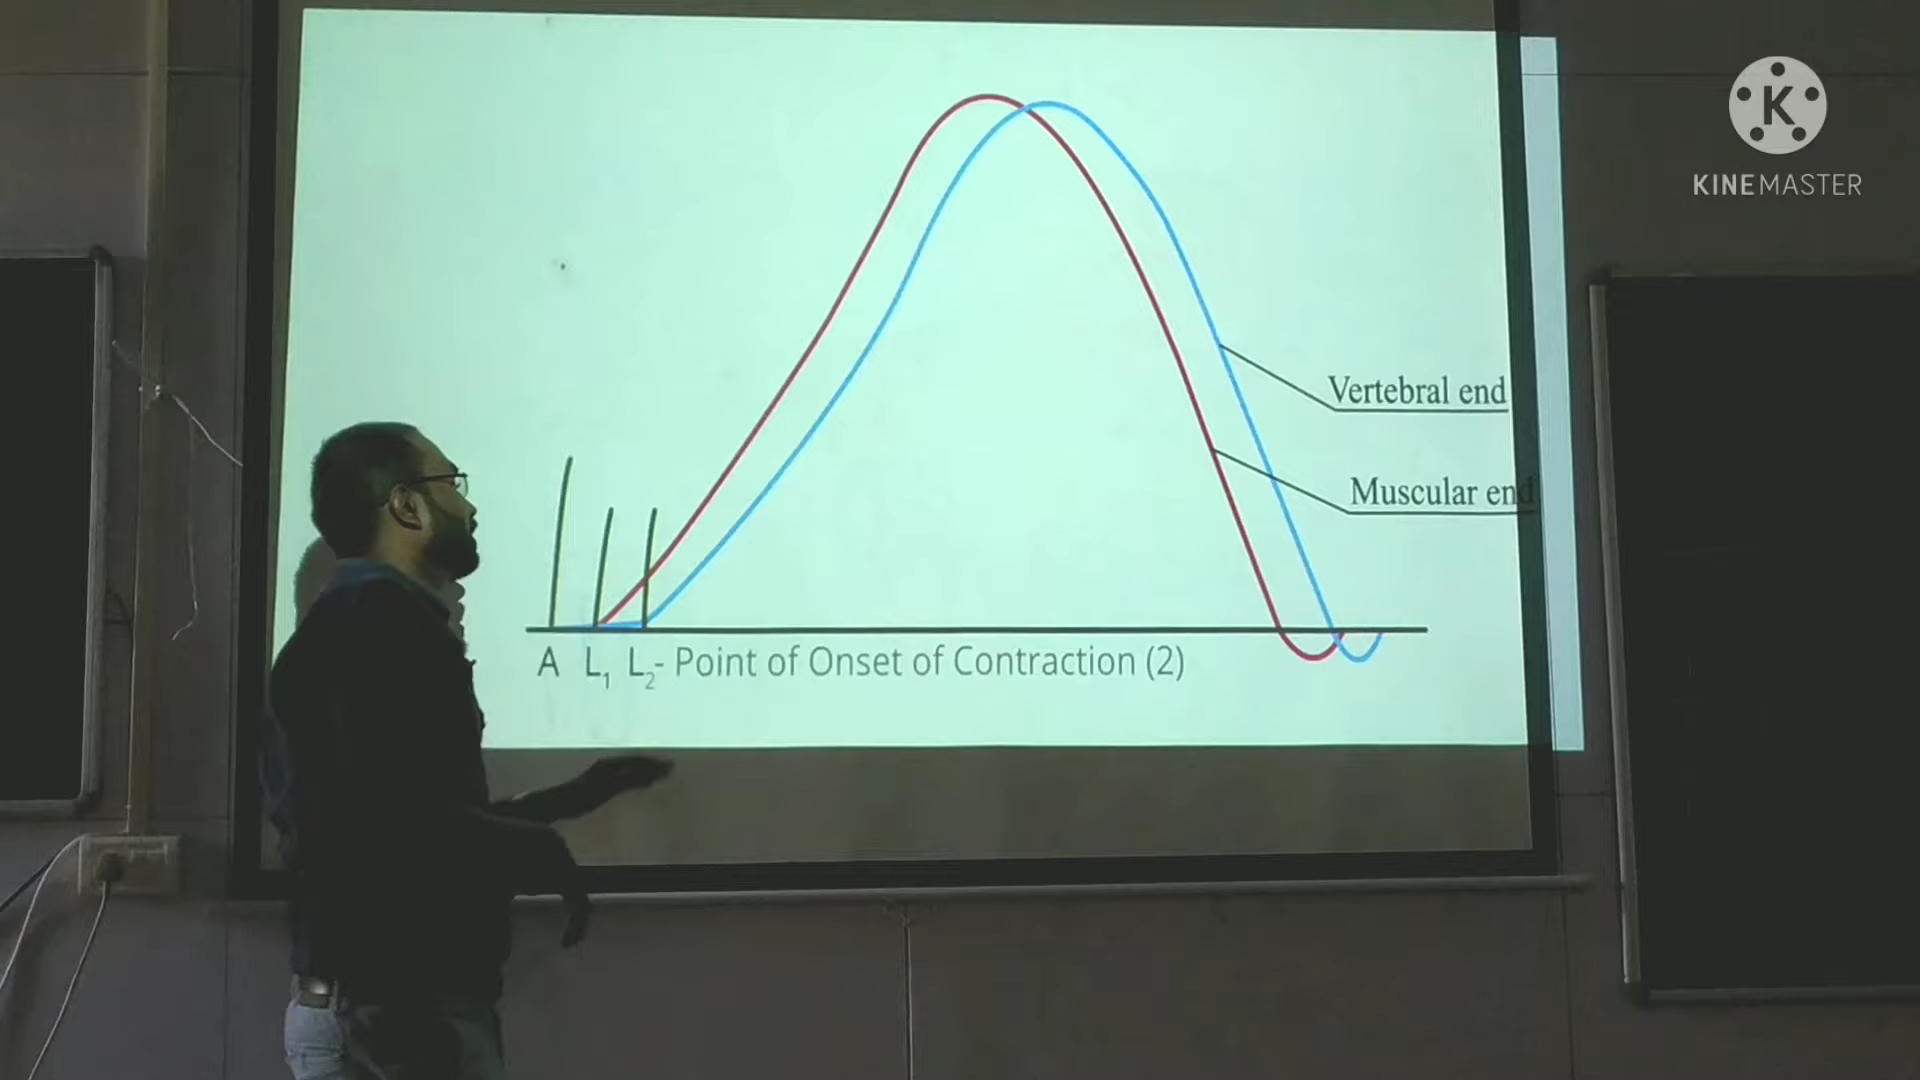 K
KINEMASTER
Vertebral end
Muscular end
A L₁ L₂- Point of Onset of Contraction (2)